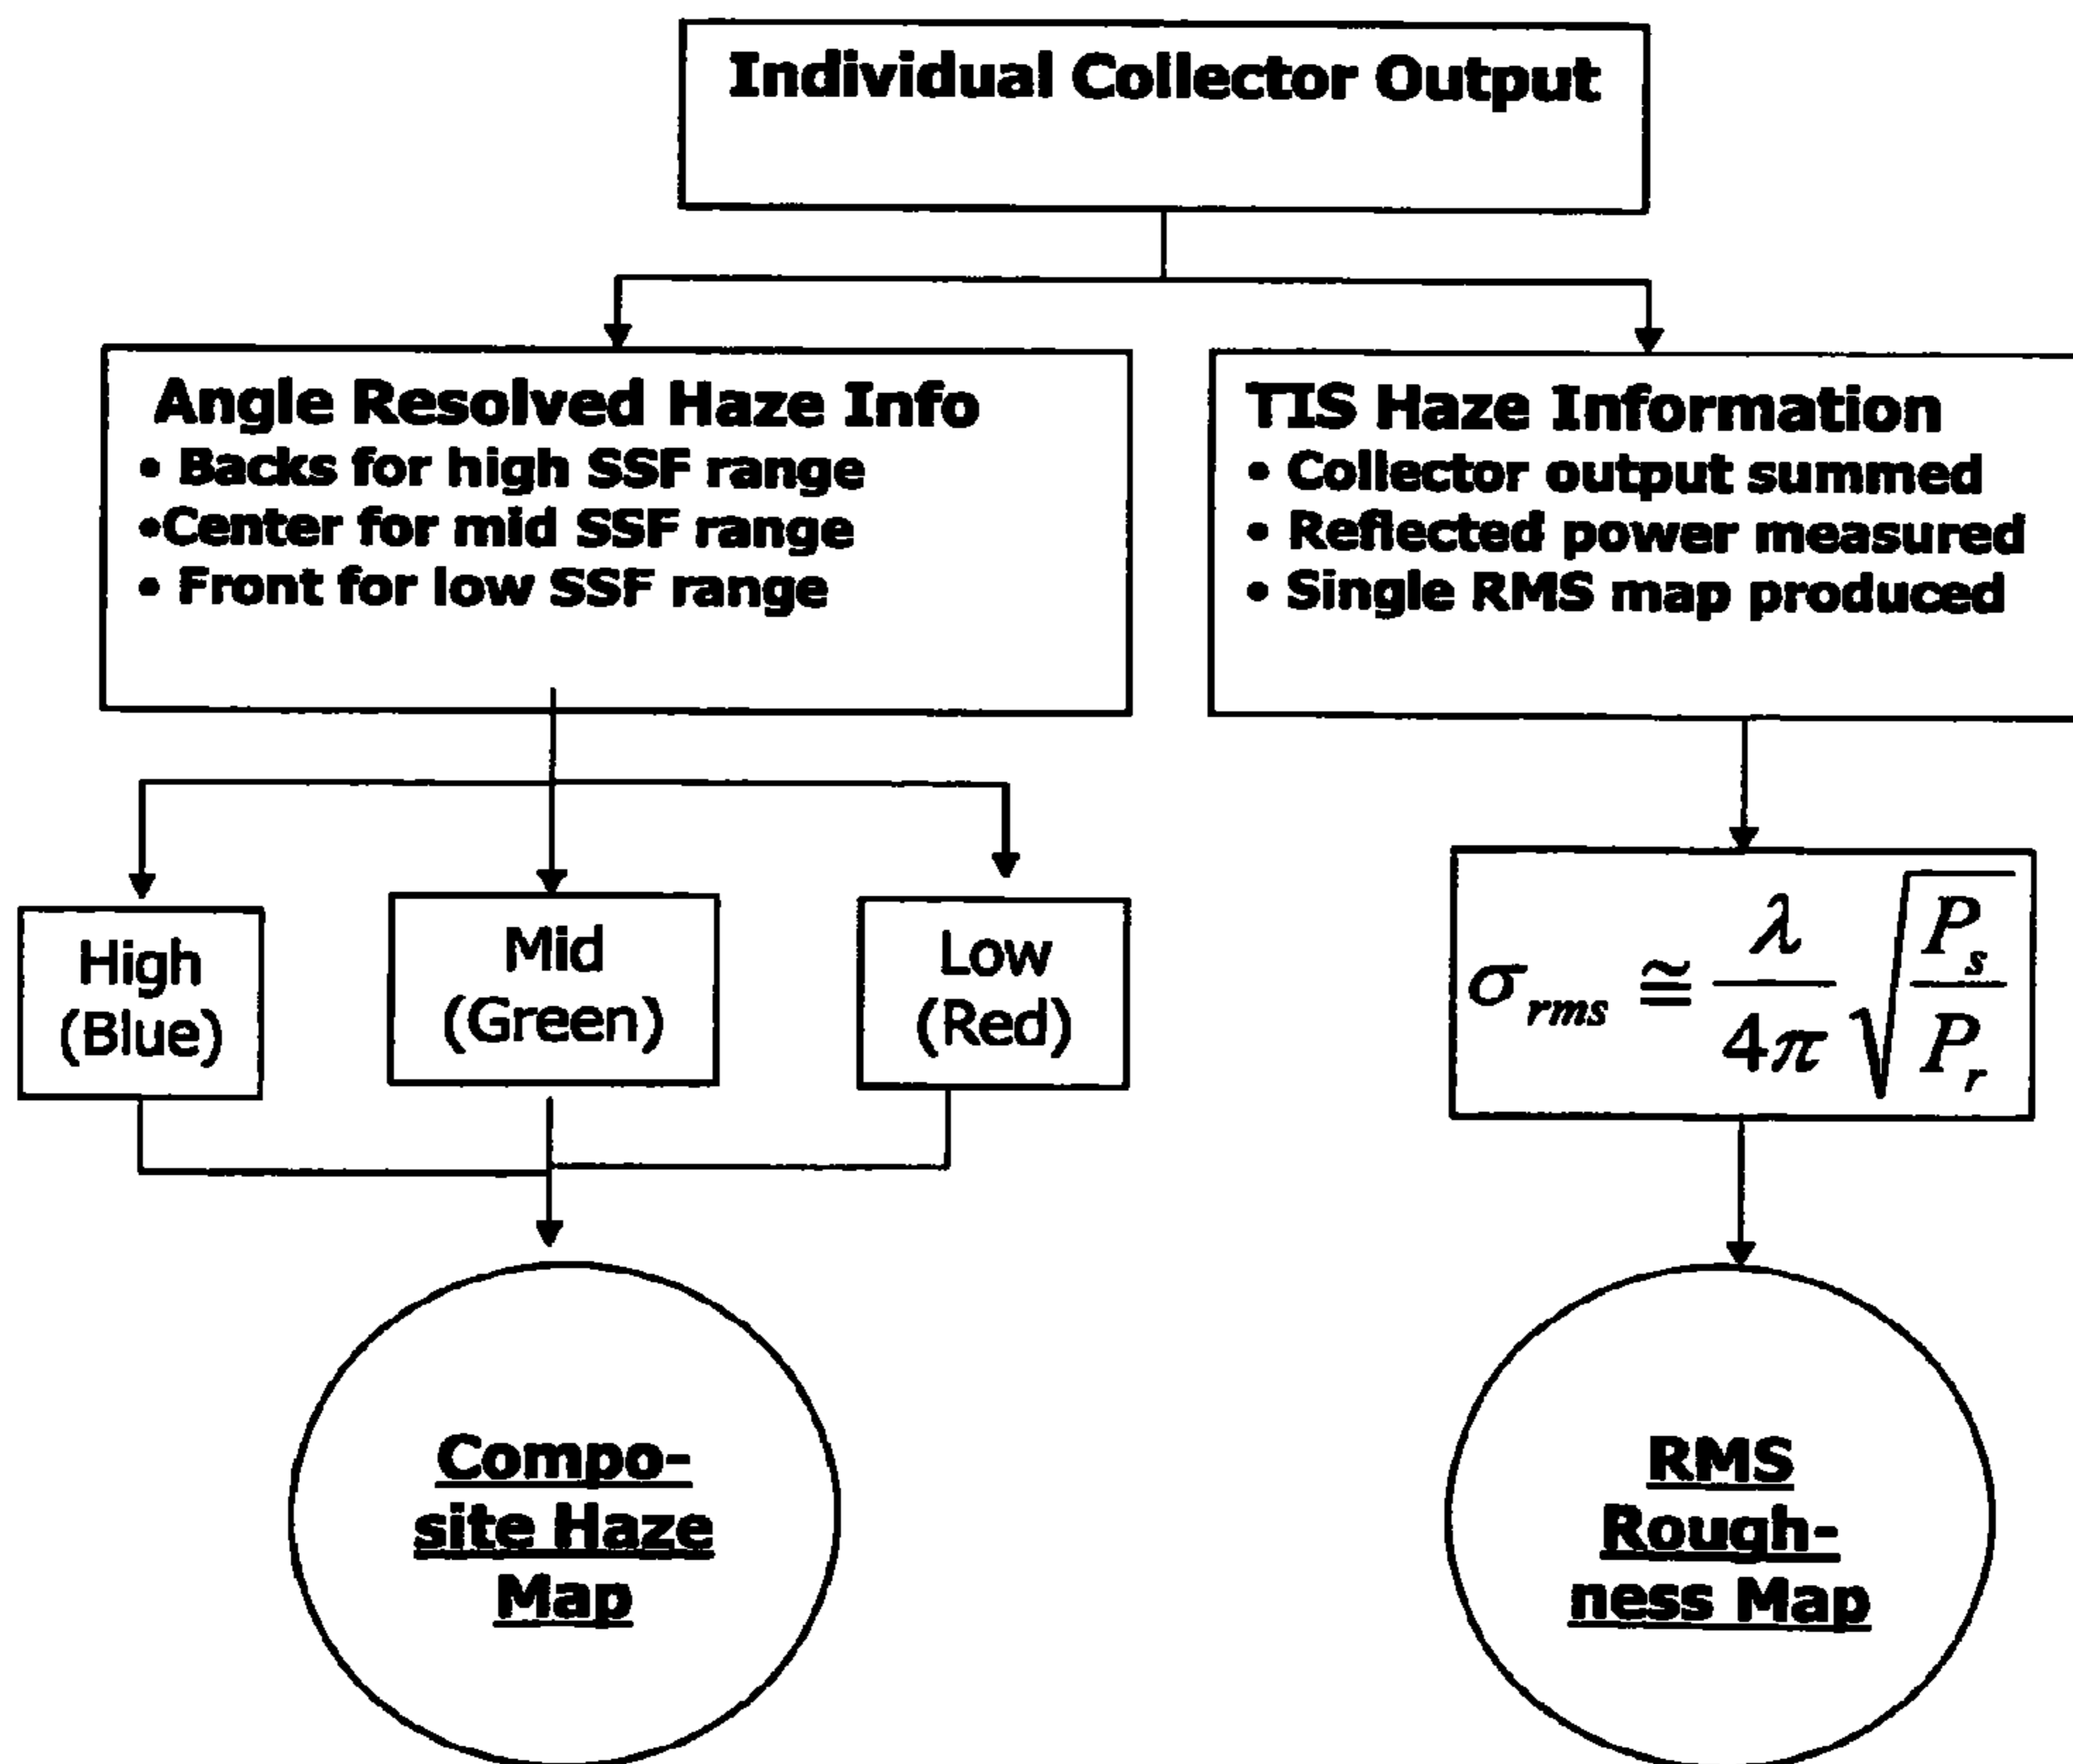 Individual Collector Output
Angle Resolved Haze Info
• Backs for high SSF range
•Center for mid SSF range
• Front for low SSF range
TIS Haze Information
• Collector output summed
• Reflected power measured
• Single RMS map produced
High
(Blue)
Mid
(Green)
Low
(Red)
σ_rms ≅ λ/4π √(P_s/P_r)
Compo-
site Haze
Map
RMS
Rough-
ness Map